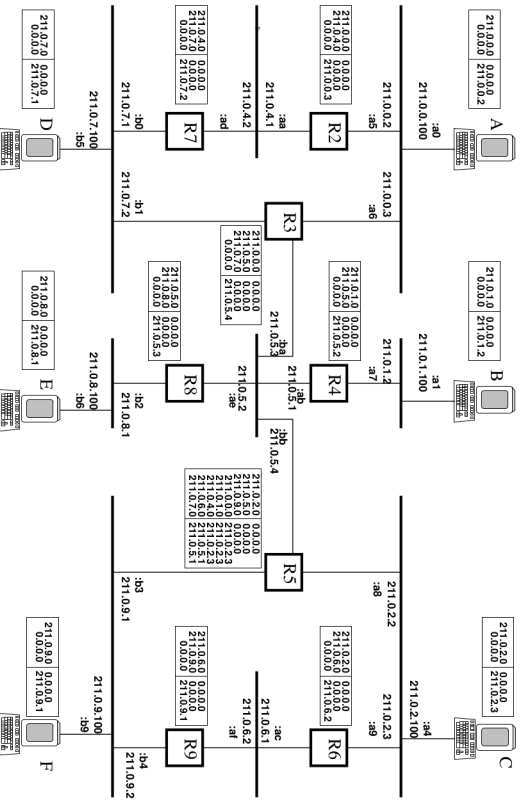 A
211.0.0.0 0.0.0.0
0.0.0.0 211.0.0.2
:a0
211.0.0.100
B
211.0.1.0 0.0.0.0
0.0.0.0 211.0.1.2
:a1
211.0.1.100
C
211.0.2.0 0.0.0.0
0.0.0.0 211.0.2.3
:a4
211.0.2.100
211.0.0.2
:a5
211.0.0.3
:a6
211.0.1.2
:a7
211.0.2.2
:a8
211.0.2.3
:a9
211.0.0.0 0.0.0.0
211.0.4.0 0.0.0.0
0.0.0.0 211.0.0.3
R2
:aa
211.0.4.1
R3
211.0.0.0 0.0.0.0
211.0.5.0 0.0.0.0
211.0.7.0 0.0.0.0
0.0.0.0 211.0.5.4
:ba
211.0.5.3
211.0.1.0 0.0.0.0
211.0.5.0 0.0.0.0
0.0.0.0 211.0.5.2
R4
:ab
211.0.5.1
:bb
211.0.5.4
R5
211.0.2.0 0.0.0.0
211.0.5.0 0.0.0.0
211.0.9.0 0.0.0.0
211.0.0.0 211.0.2.3
211.0.1.0 211.0.2.3
211.0.4.0 211.0.2.3
211.0.6.0 211.0.5.1
211.0.7.0 211.0.5.1
211.0.2.0 0.0.0.0
211.0.6.0 0.0.0.0
0.0.0.0 211.0.6.2
R6
:ac
211.0.6.1
211.0.4.2
:ad
211.0.4.0 0.0.0.0
211.0.7.0 0.0.0.0
0.0.0.0 211.0.7.2
R7
211.0.5.2
:ae
211.0.5.0 0.0.0.0
211.0.8.0 0.0.0.0
0.0.0.0 211.0.5.3
R8
211.0.6.2
:af
211.0.6.0 0.0.0.0
211.0.9.0 0.0.0.0
0.0.0.0 211.0.9.1
R9
:b0
211.0.7.1
:b1
211.0.7.2
:b2
211.0.8.1
:b3
211.0.9.1
:b4
211.0.9.2
211.0.7.100
:b5
D
211.0.7.0 0.0.0.0
0.0.0.0 211.0.7.1
211.0.8.100
:b6
E
211.0.8.0 0.0.0.0
0.0.0.0 211.0.8.1
211.0.9.100
:b9
F
211.0.9.0 0.0.0.0
0.0.0.0 211.0.9.1